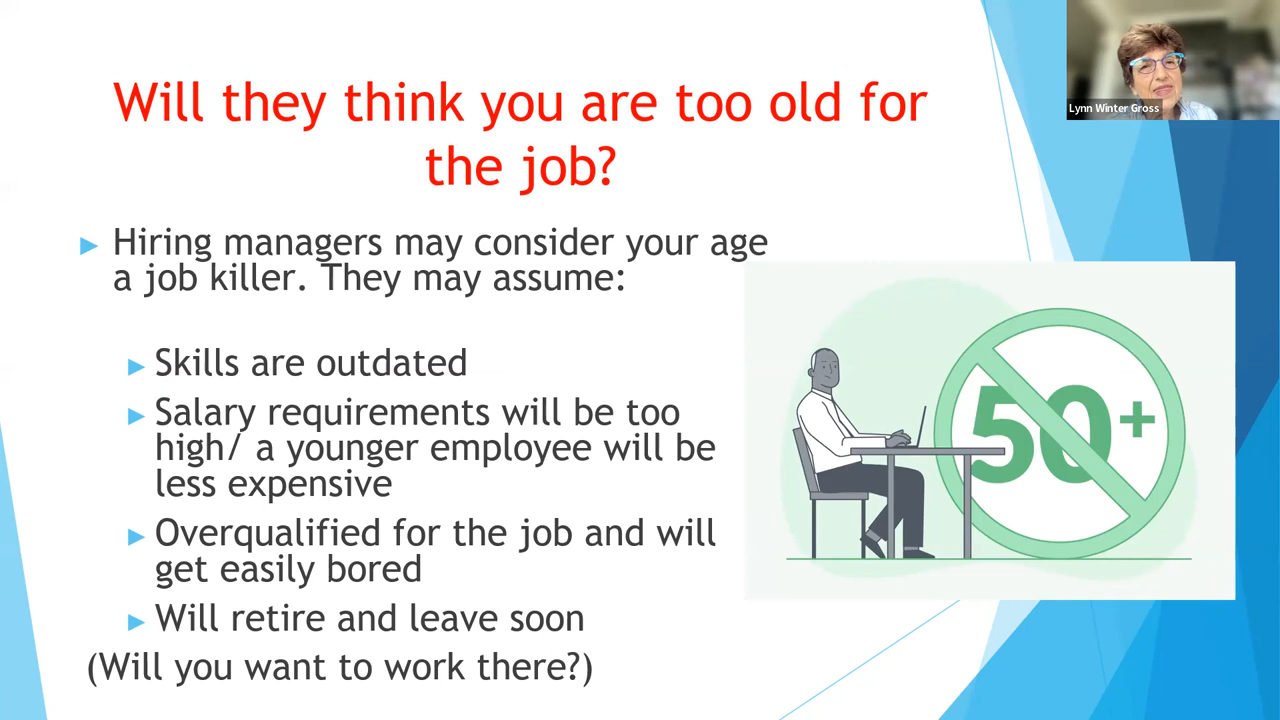 Will they think you are too old for
the job?
Lynn Winter Gross
► Hiring managers may consider your age
a job killer. They may assume:
► Skills are outdated
► Salary requirements will be too
high/ a younger employee will be
less expensive
► Overqualified for the job and will
get easily bored
► Will retire and leave soon
(Will you want to work there?)
50+